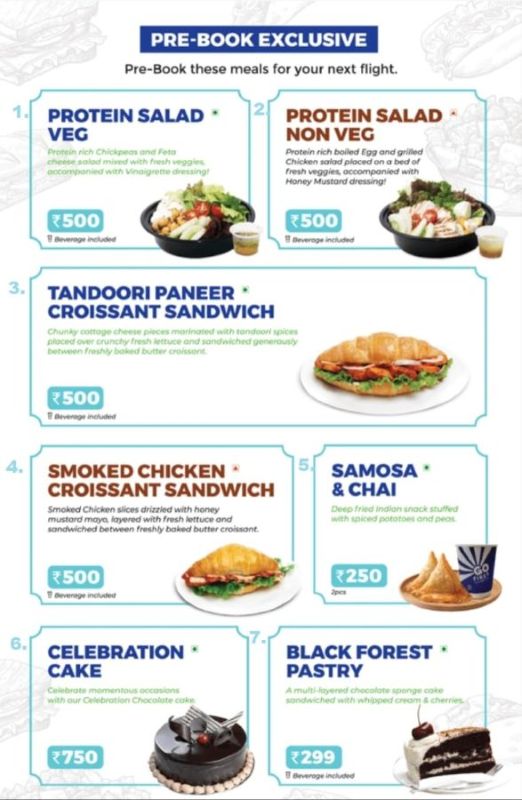 PRE-BOOK EXCLUSIVE
Pre-Book these meals for your next flight.
1.
PROTEIN SALAD
VEG
Protein rich Chickpeas and Feta
cheese salad mixed with fresh veggies,
accompanied with Vinaigrette dressing!
₹500
Beverage included
2.
PROTEIN SALAD
NON VEG
Protein rich boiled Egg and grilled
Chicken salad placed on a bed of
fresh veggies, accompanied with
Honey Mustard dressing!
₹500
Beverage included
3.
TANDOORI PANEER
CROISSANT SANDWICH
Chunky cottage cheese pieces marinated with tandoori spices
placed over crunchy fresh lettuce and sandwiched generously
between freshly baked butter croissant.
₹500
Beverage included
4.
SMOKED CHICKEN
CROISSANT SANDWICH
Smoked Chicken slices drizzled with honey
mustard mayo, layered with fresh lettuce and
sandwiched between freshly baked butter croissant.
₹500
Beverage included
5.
SAMOSA
& CHAI
Deep fried Indian snack stuffed
with spiced potatoes and peas.
₹250
2pcs
GO
FIRST
6.
CELEBRATION
CAKE
Celebrate momentous occasions
with our Celebration Chocolate cake.
₹750
7.
BLACK FOREST
PASTRY
A multi-layered chocolate sponge cake
sandwiched with whipped cream & cherries.
₹299
Beverage included